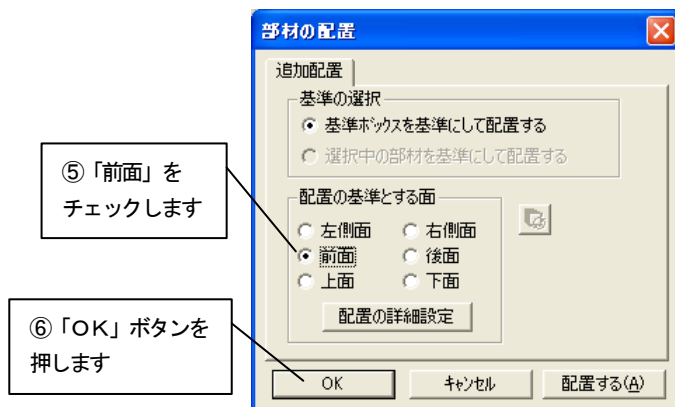 部材の配置
追加配置
基準の選択
基準ボックスを基準にして配置する
選択中の部材を基準にして配置する
⑤「前面」を
チェックします
配置の基準とする面
左側面 右側面
前面 後面
上面 下面
配置の詳細設定
⑥「OK」ボタンを
押します
OK キャンセル 配置する(A)